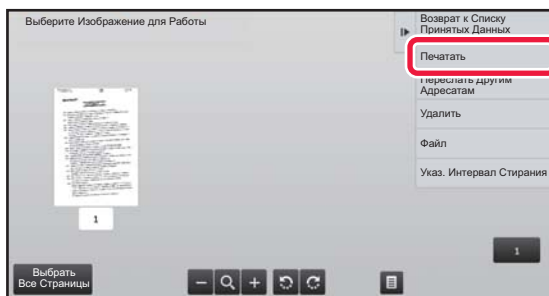 Выберите Изображение для Работы
Возврат к Списку
Принятых Данных
Печатать
Переслать Другим
Адресатам
Удалить
Файл
Указ. Интервал Стирания
1
1
Выбрать
Все Страницы